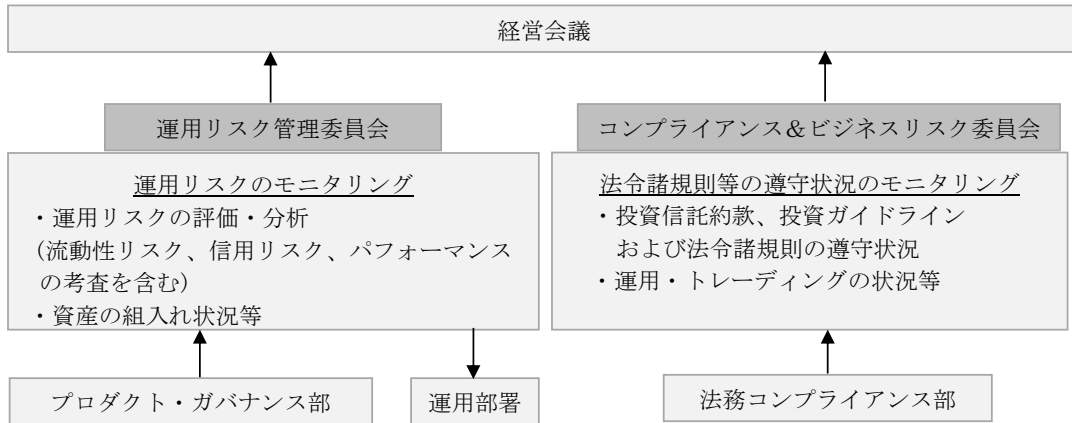 経営会議
運用リスク管理委員会
運用リスクのモニタリング
・運用リスクの評価・分析
(流動性リスク、信用リスク、パフォーマンス
の考査を含む)
・資産の組入れ状況等
プロダクト・ガバナンス部
運用部署
コンプライアンス＆ビジネスリスク委員会
法令諸規則等の遵守状況のモニタリング
・投資信託約款、投資ガイドライン
および法令諸規則の遵守状況
・運用・トレーディングの状況等
法務コンプライアンス部